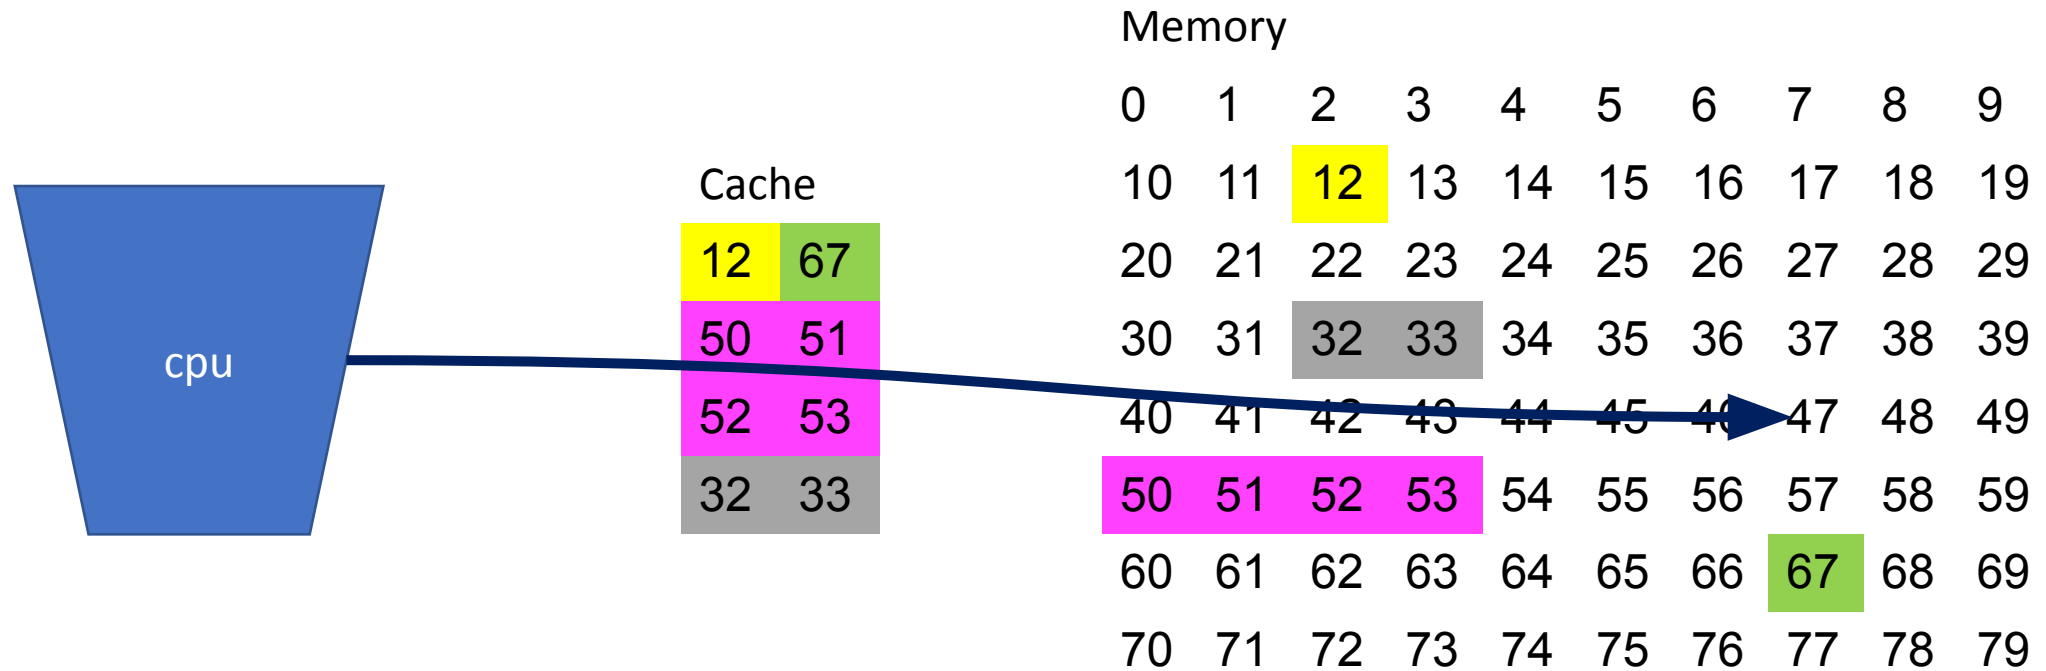 Memory
0 1 2 3 4 5 6 7 8 9
Cache
10 11 12 13 14 15 16 17 18 19
12 67
20 21 22 23 24 25 26 27 28 29
50 51
30 31 32 33 34 35 36 37 38 39
cpu
52 53
40 41 42 43 44 45 46 47 48 49
32 33
50 51 52 53 54 55 56 57 58 59
60 61 62 63 64 65 66 67 68 69
70 71 72 73 74 75 76 77 78 79